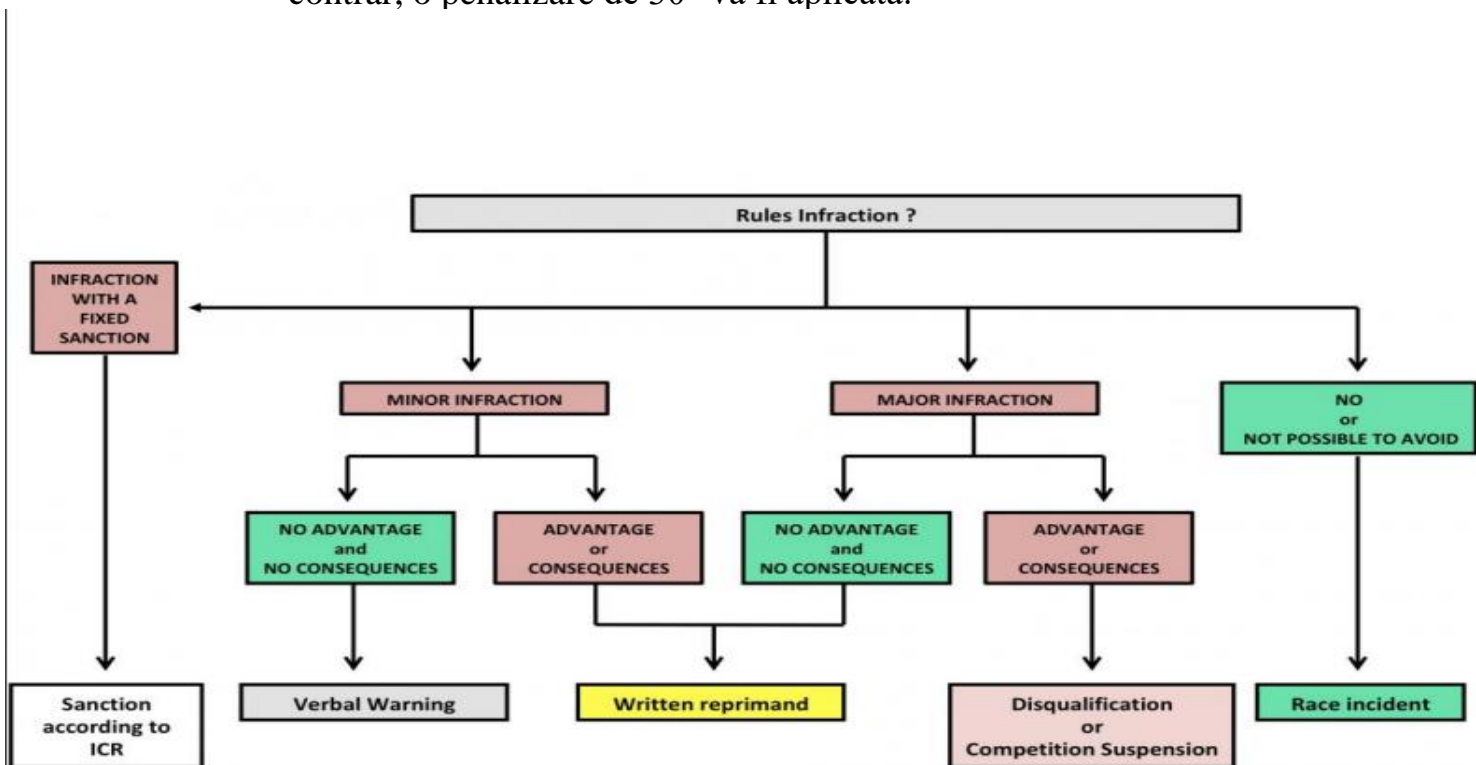 contrar, o penalizare de 30" va fi aplicată.
Rules Infraction ?
INFRACTION
WITH A
FIXED
SANCTION
MINOR INFRACTION
MAJOR INFRACTION
NO
or
NOT POSSIBLE TO AVOID
NO ADVANTAGE
and
NO CONSEQUENCES
ADVANTAGE
or
CONSEQUENCES
NO ADVANTAGE
and
NO CONSEQUENCES
ADVANTAGE
or
CONSEQUENCES
Sanction
according to
ICR
Verbal Warning
Written reprimand
Disqualification
or
Competition Suspension
Race incident